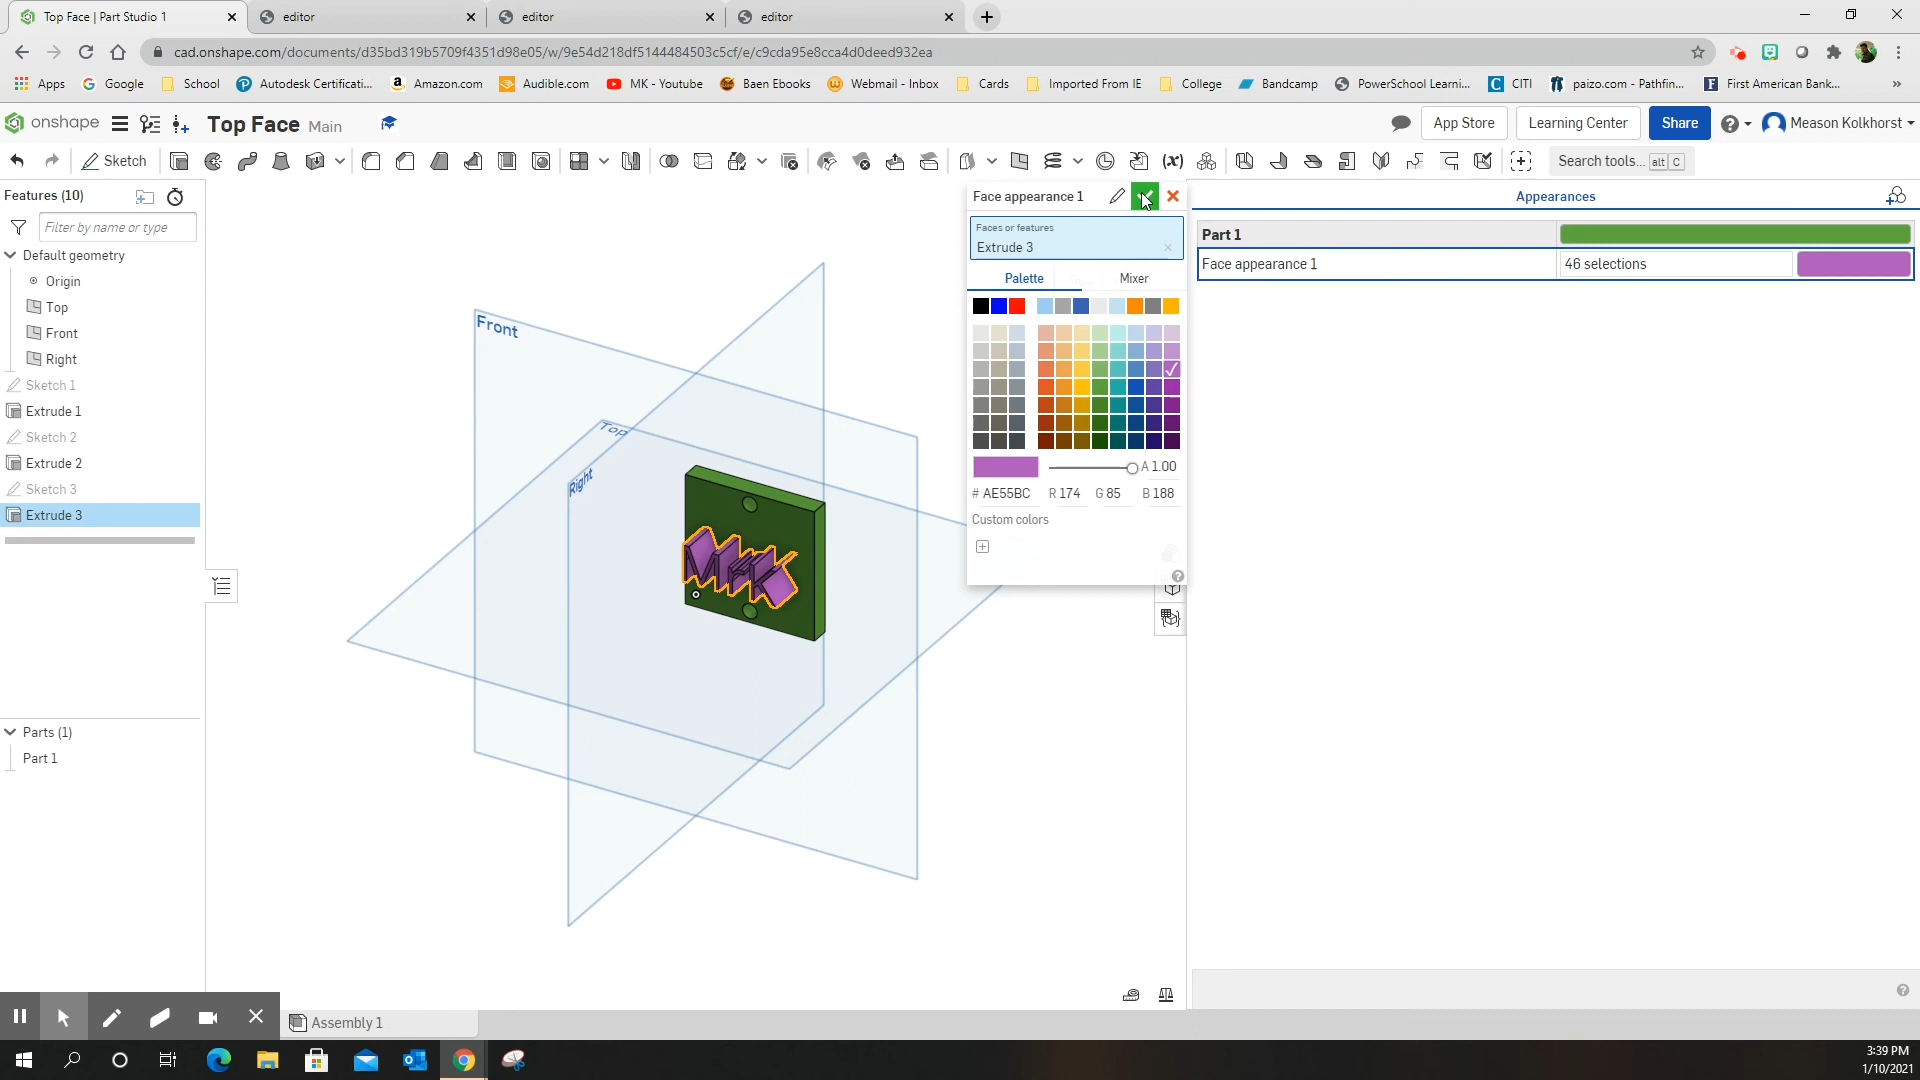 Top Face | Part Studio 1
editor
editor
editor
cad.onshape.com/documents/d35bd319b5709f4351d98e05/w/9e54d218df5144484503c5cf/e/c9cda95e8cca4d0deed932ea
Apps
Google
School
Autodesk Certificati...
Amazon.com
Audible.com
MK - Youtube
Baen Ebooks
Webmail - Inbox
Cards
Imported From IE
College
Bandcamp
PowerSchool Learni...
CITI
paizo.com - Pathfin...
First American Bank...
»
onshape
Top Face Main
App Store
Learning Center
Share
Meason Kolkhorst
Sketch
Search tools... alt C
Features (10)
Filter by name or type
Default geometry
Origin
Top
Front
Right
Sketch 1
Extrude 1
Sketch 2
Extrude 2
Sketch 3
Extrude 3
Parts (1)
Part 1
Front
Top
Right
MFK
Face appearance 1
Faces or features
Extrude 3
Palette
Mixer
A 1.00
# AE55BC R 174 G 85 B 188
Custom colors
Appearances
Part 1
Face appearance 1
46 selections
Assembly 1
3:39 PM
1/10/2021